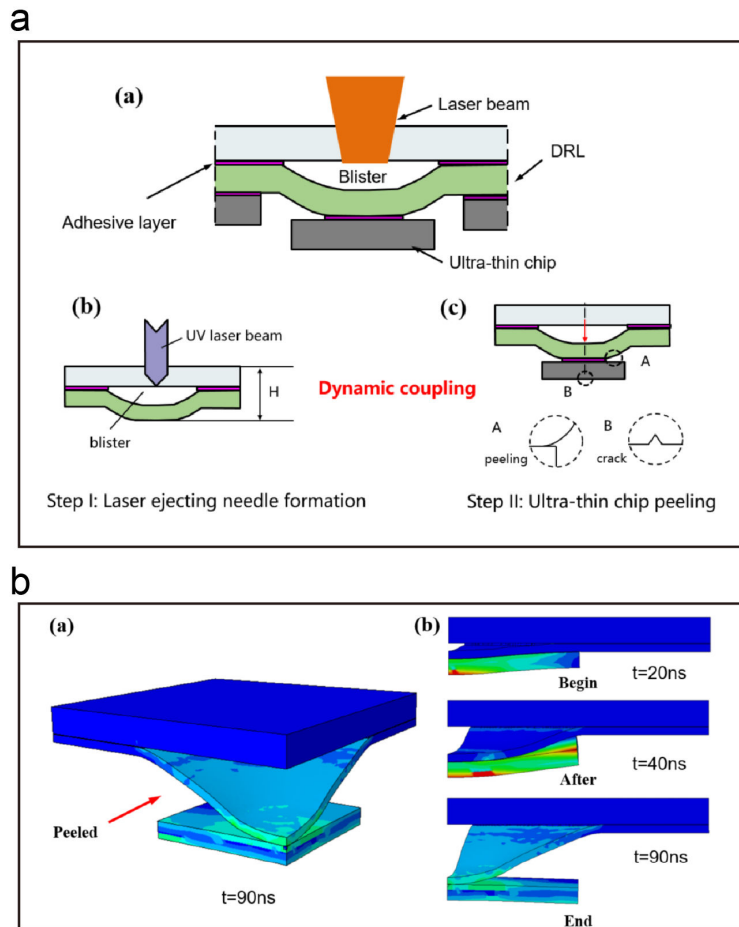 a
(a)
Laser beam
DRL
Blister
Adhesive layer
Ultra-thin chip
(b)
UV laser beam
H
blister
Step I: Laser ejecting needle formation
Dynamic coupling
(c)
A
B
A
B
peeling
crack
Step II: Ultra-thin chip peeling
b
(a)
Peeled
t=90ns
(b)
Begin
t=20ns
After
t=40ns
t=90ns
End